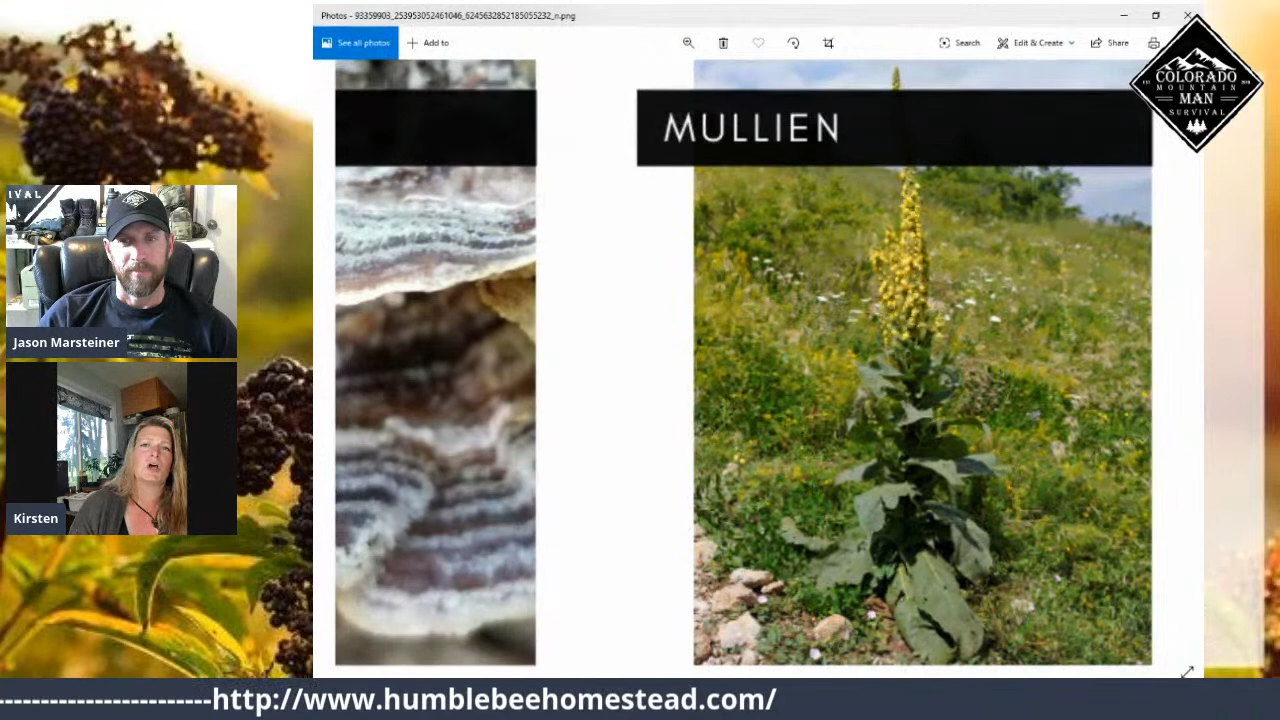 Photos - 93359903_253953052461046_6245632852185055232_n.png
See all photos
Add to
Search
Edit & Create
Share
COLORADO
MOUNTAIN
MAN
SURVIVAL
MULLIEN
IVAL
Jason Marsteiner
Kirsten
-----------------------http://www.humblebeehomestead.com/